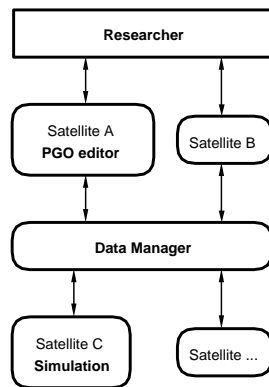 Researcher
Satellite A
PGO editor
Satellite B
Data Manager
Satellite C
Simulation
Satellite ...